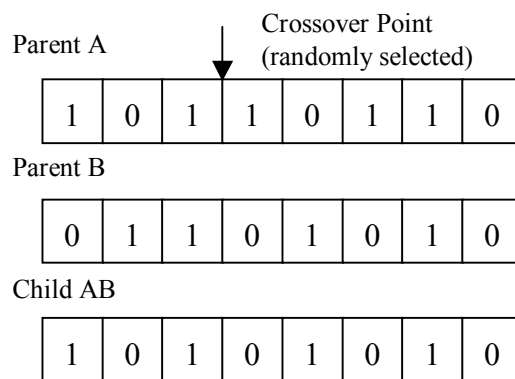 Crossover Point
Parent A
(randomly selected)
1 0 1 1 0 1 1 0
Parent B
0 1 1 0 1 0 1 0
Child AB
1 0 1 0 1 0 1 0